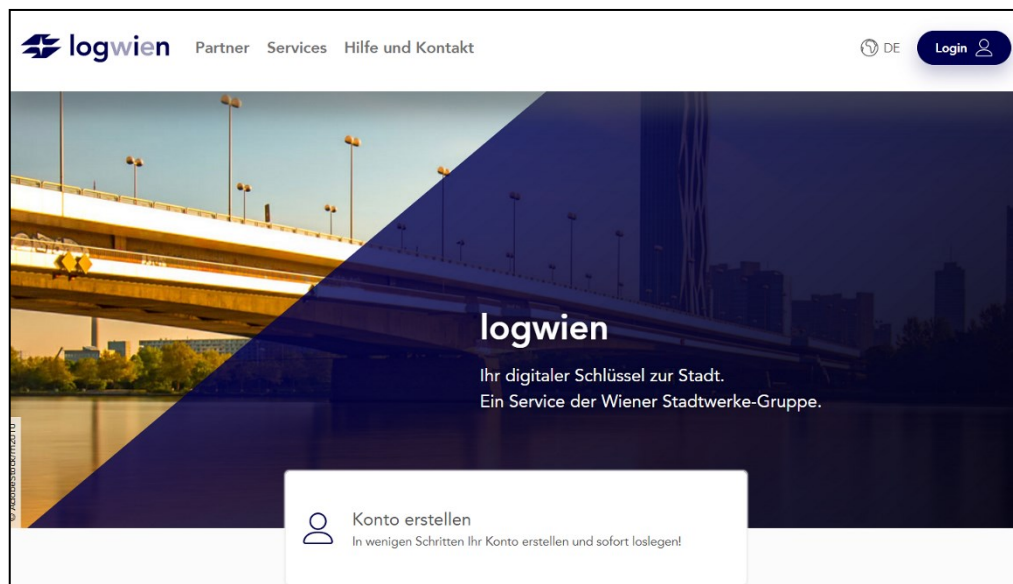 logwien
Partner Services Hilfe und Kontakt
DE
Login
logwien
Ihr digitaler Schlüssel zur Stadt.
Ein Service der Wiener Stadtwerke-Gruppe.
Konto erstellen
In wenigen Schritten Ihr Konto erstellen und sofort loslegen!